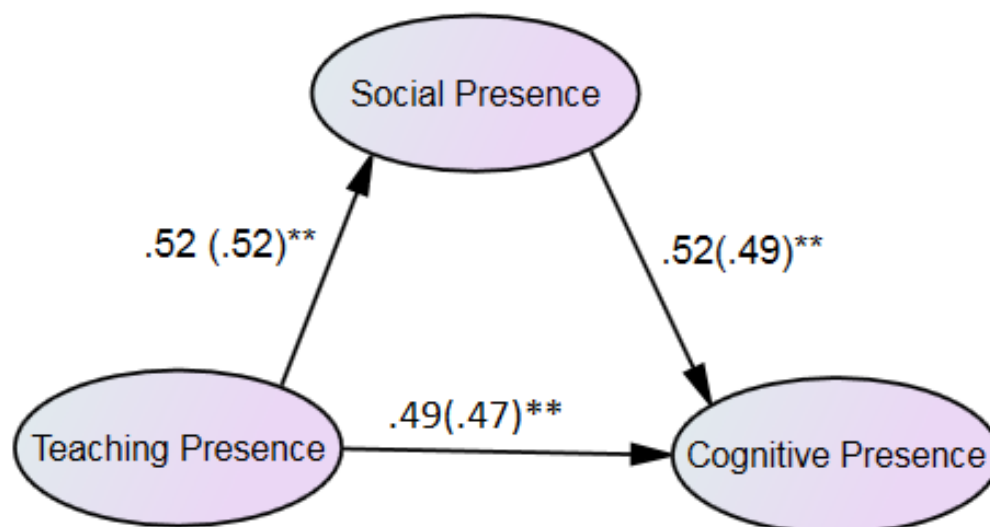 Social Presence
.52 (.52)**
.52(.49)**
.49(.47)**
Teaching Presence
Cognitive Presence